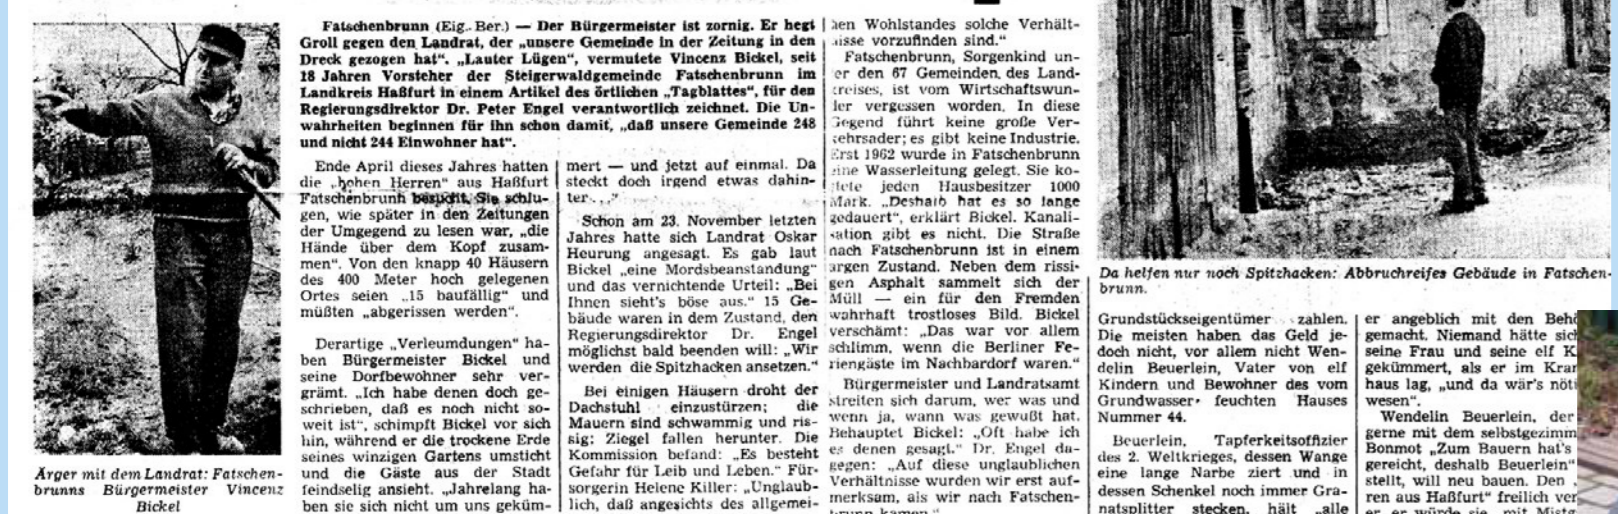 Fatschenbrunn (Eig. Ber.) — Der Bürgermeister ist zornig. Er hegt
Groll gegen den Landrat, der „unsere Gemeinde in der Zeitung in den
Dreck gezogen hat“. „Lauter Lügen“, vermutete Vincenz Bickel, seit
18 Jahren Vorsteher der Steigerwaldgemeinde Fatschenbrunn im
Landkreis Haßfurt in einem Artikel des örtlichen „Tagblattes“, für den
Regierungsdirektor Dr. Peter Engel verantwortlich zeichnet. Die Un-
wahrheiten beginnen für ihn schon damit, „daß unsere Gemeinde 248
und nicht 244 Einwohner hat“.
Ende April dieses Jahres hatten
die „hohen Herren“ aus Haßfurt
Fatschenbrunn besucht. Sie schlu-
gen, wie später in den Zeitungen
der Umgegend zu lesen war, „die
Hände über dem Kopf zusam-
men“. Von den knapp 40 Häusern
des 400 Meter hoch gelegenen
Ortes seien „15 baufällig“ und
müßten „abgerissen werden“.
Derartige „Verleumdungen“ ha-
ben Bürgermeister Bickel und
seine Dorfbewohner sehr ver-
grämt. „Ich habe denen doch ge-
schrieben, daß es noch nicht so-
weit ist“, schimpft Bickel vor sich
hin, während er die trockene Erde
seines winzigen Gartens umsticht
und die Gäste aus der Stadt
feindselig ansieht. „Jahrelang ha-
ben sie sich nicht um uns geküm-
mert — und jetzt auf einmal. Da
steckt doch irgend etwas dahin-
ter. . .“
Schon am 23. November letzten
Jahres hatte sich Landrat Oskar
Heurung angesagt. Es gab laut
Bickel „eine Mordsbeanstandung“
und das vernichtende Urteil: „Bei
Ihnen sieht's böse aus.“ 15 Ge-
bäude waren in dem Zustand, den
Regierungsdirektor Dr. Engel
möglichst bald beenden will: „Wir
werden die Spitzhacken ansetzen.“
Bei einigen Häusern droht der
Dachstuhl einzustürzen; die
Mauern sind schwammig und ris-
sig; Ziegel fallen herunter. Die
Kommission befand: „Es besteht
Gefahr für Leib und Leben.“ Für-
sorgerin Helene Killer: „Unglaub-
lich, daß angesichts des allgemei-
nen Wohlstandes solche Verhält-
nisse vorzufinden sind.“
Fatschenbrunn, Sorgenkind un-
er den 67 Gemeinden des Land-
kreises, ist vom Wirtschaftswun-
der vergessen worden. In diese
Gegend führt keine große Ver-
kehrsader; es gibt keine Industrie.
Erst 1962 wurde in Fatschenbrunn
eine Wasserleitung gelegt. Sie ko-
stete jeden Hausbesitzer 1000
Mark. „Deshalb hat es so lange
gedauert“, erklärt Bickel. Kanali-
sation gibt es nicht. Die Straße
nach Fatschenbrunn ist in einem
argen Zustand. Neben dem rissi-
gen Asphalt sammelt sich der
Müll — ein für den Fremden
wahrhaft trostloses Bild. Bickel
verschämt: „Das war vor allem
schlimm, wenn die Berliner Fe-
riengäste im Nachbardorf waren.“
Bürgermeister und Landratsamt
streiten sich darum, wer was und
wenn ja, wann was gewußt hat.
Behauptet Bickel: „Oft habe ich
es denen gesagt.“ Dr. Engel da-
gegen: „Auf diese unglaublichen
Verhältnisse wurden wir erst auf-
merksam, als wir nach Fatschen-
brunn kamen.“
Grundstückseigentümer zahlen.
Die meisten haben das Geld je-
doch nicht, vor allem nicht Wen-
delin Beuerlein, Vater von elf
Kindern und Bewohner des vom
Grundwasser feuchten Hauses
Nummer 44.
Beuerlein, Tapferkeitsoffizier
des 2. Weltkrieges, dessen Wange
eine lange Narbe ziert und in
dessen Schenkel noch immer Gra-
natsplitter stecken, hält „alle
er angeblich mit den Behö
gemacht. Niemand hätte sich
seine Frau und seine elf K
gekümmert, als er im Kran
haus lag, „und da wär's nöti
wesen“.
Wendelin Beuerlein, der
gerne mit dem selbstgezimm
Bonmot „Zum Bauern hat's
gereicht, deshalb Beuerlein“
stellt, will neu bauen. Den
ren aus Haßfurt“ freilich ver
er, er würde sie mit Mistg
Ärger mit dem Landrat: Fatschen-
brunns Bürgermeister Vincenz
Bickel
Da helfen nur noch Spitzhacken: Abbruchreifes Gebäude in Fatschen-
brunn.